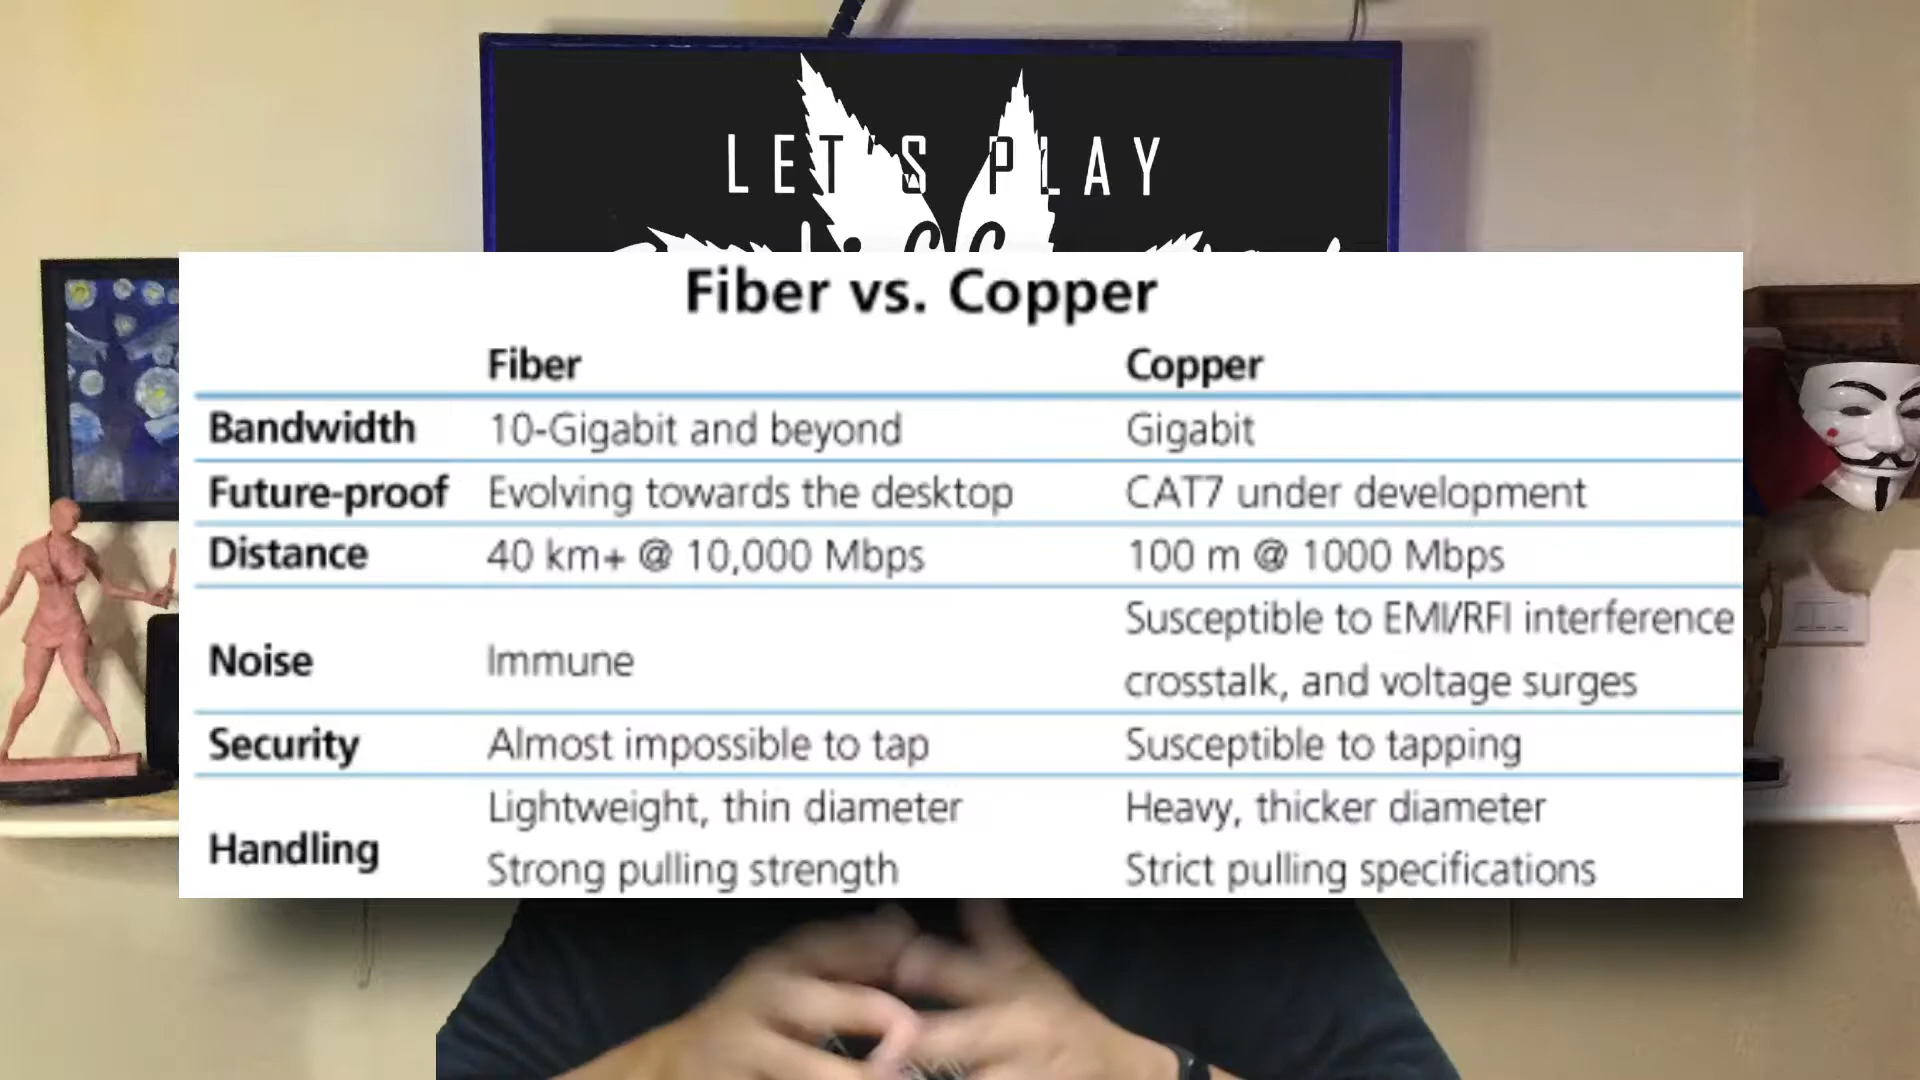 LET'S PLAY
Fiber vs. Copper
Fiber Copper
Bandwidth 10-Gigabit and beyond Gigabit
Future-proof Evolving towards the desktop CAT7 under development
Distance 40 km+ @ 10,000 Mbps 100 m @ 1000 Mbps
Noise Immune Susceptible to EMI/RFI interference
crosstalk, and voltage surges
Security Almost impossible to tap Susceptible to tapping
Handling Lightweight, thin diameter Heavy, thicker diameter
Strong pulling strength Strict pulling specifications